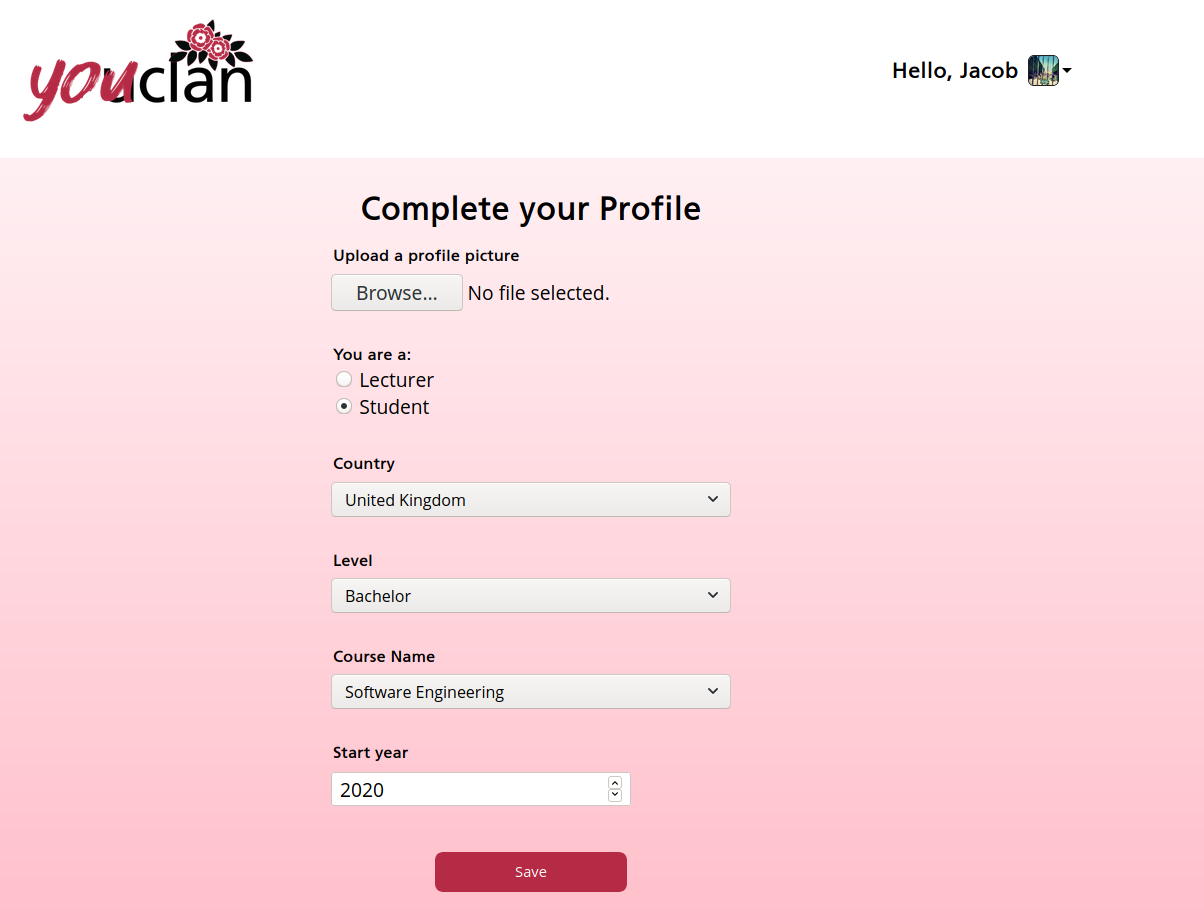 youclan
Hello, Jacob
Complete your Profile
Upload a profile picture
Browse... No file selected.
You are a:
Lecturer
Student
Country
United Kingdom
Level
Bachelor
Course Name
Software Engineering
Start year
2020
Save